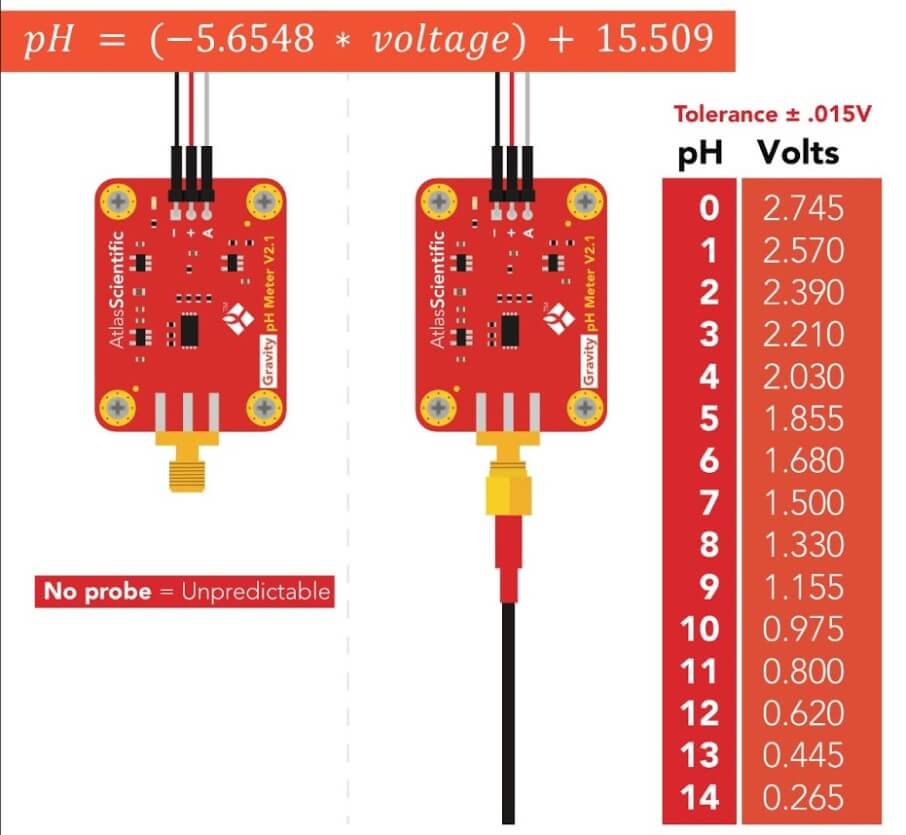 pH = (−5.6548 * voltage) + 15.509
− + A
AtlasScientific
Gravity pH Meter V2.1
TM
− + A
AtlasScientific
Gravity pH Meter V2.1
TM
No probe = Unpredictable
Tolerance ± .015V
pH Volts
0 2.745
1 2.570
2 2.390
3 2.210
4 2.030
5 1.855
6 1.680
7 1.500
8 1.330
9 1.155
10 0.975
11 0.800
12 0.620
13 0.445
14 0.265